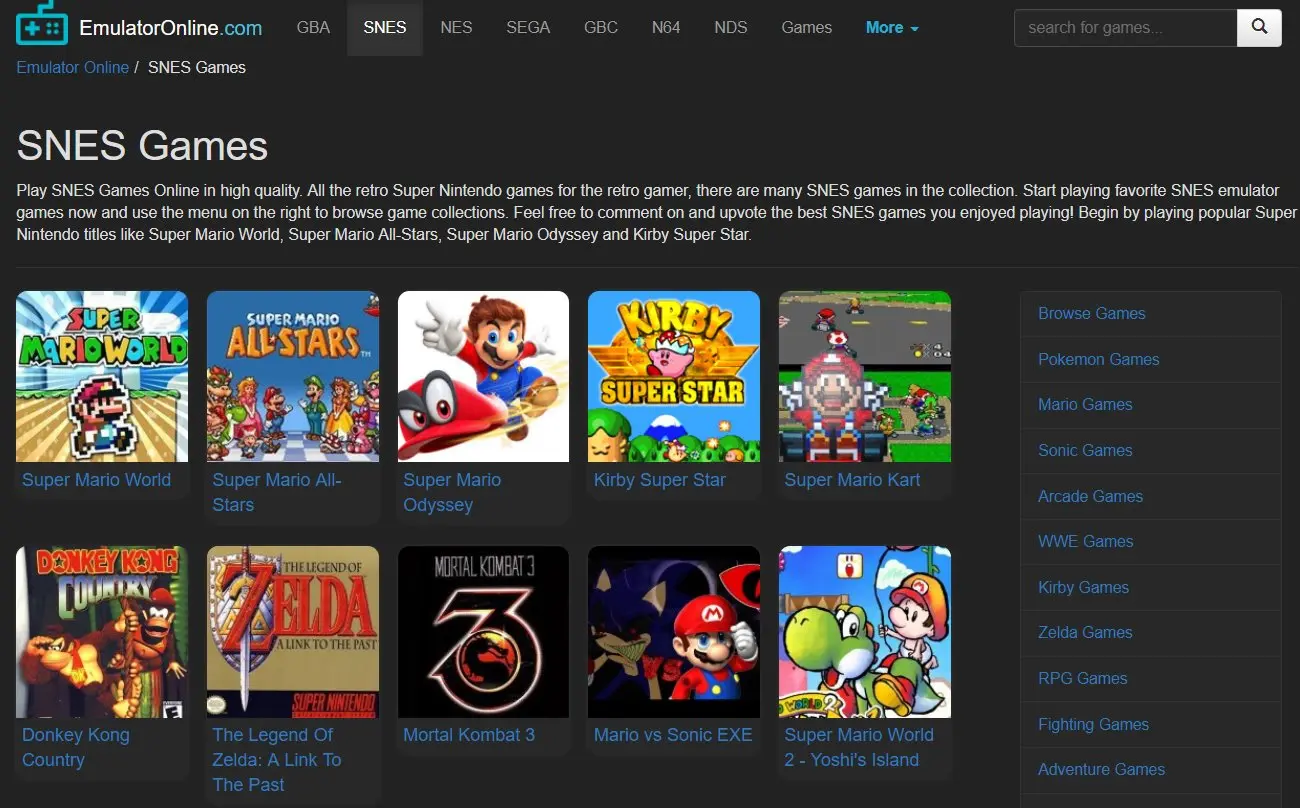 EmulatorOnline.com
GBA
SNES
NES
SEGA
GBC
N64
NDS
Games
More
search for games...
Emulator Online / SNES Games
SNES Games
Play SNES Games Online in high quality. All the retro Super Nintendo games for the retro gamer, there are many SNES games in the collection. Start playing favorite SNES emulator
games now and use the menu on the right to browse game collections. Feel free to comment on and upvote the best SNES games you enjoyed playing! Begin by playing popular Super
Nintendo titles like Super Mario World, Super Mario All-Stars, Super Mario Odyssey and Kirby Super Star.
SUPER
MARIO WORLD
Super Mario World
SUPER MARIO
ALL-STARS
TM
Super Mario All-
Stars
Super Mario
Odyssey
KIRBY
SUPER STAR
Kirby Super Star
Super Mario Kart
DONKEY KONG
COUNTRY
Donkey Kong
Country
THE LEGEND OF
ZELDA
A LINK TO THE PAST
SUPER NINTENDO
The Legend Of
Zelda: A Link To
The Past
MORTAL KOMBAT 3
3
Mortal Kombat 3
VS
M
Mario vs Sonic EXE
WORLD 2
Super Mario World
2 - Yoshi's Island
Browse Games
Pokemon Games
Mario Games
Sonic Games
Arcade Games
WWE Games
Kirby Games
Zelda Games
RPG Games
Fighting Games
Adventure Games